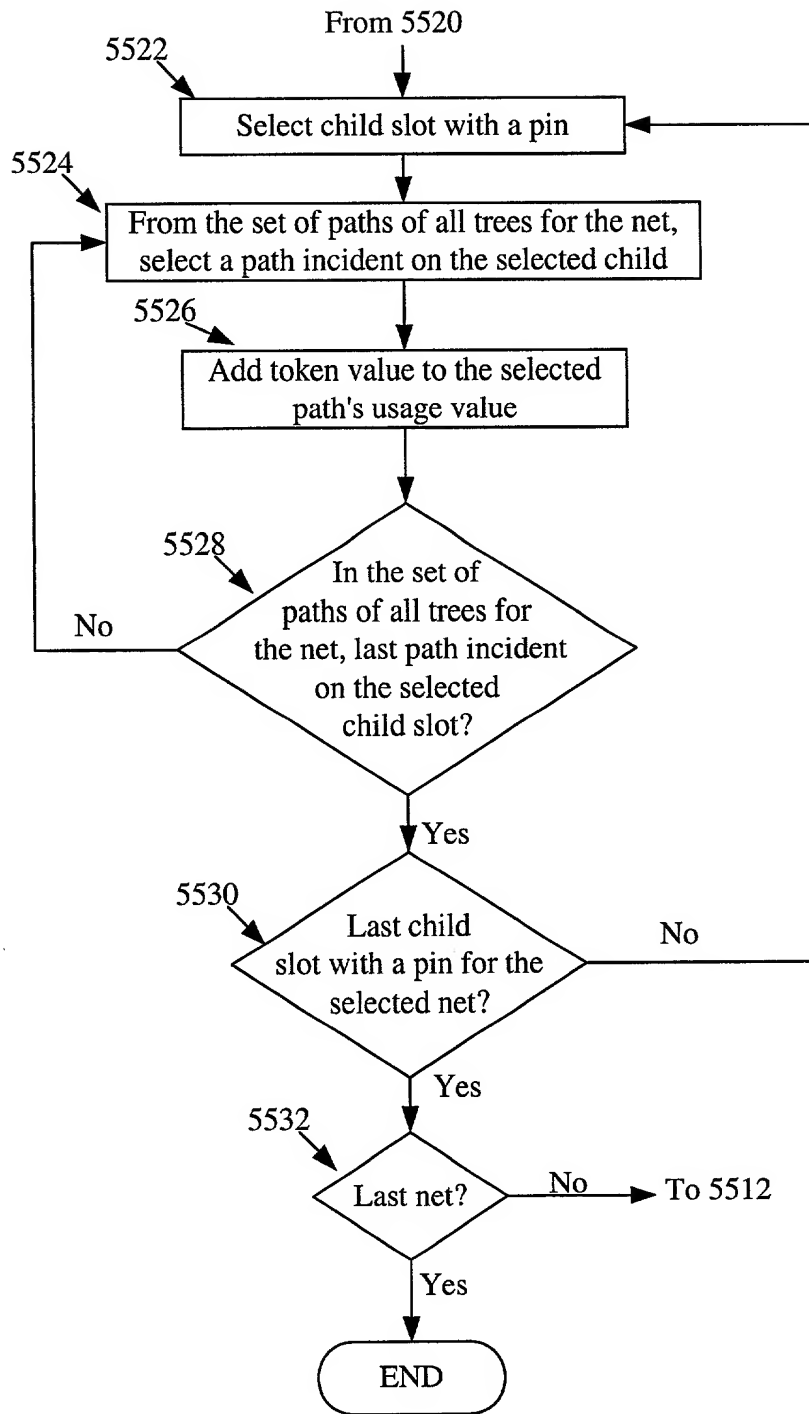 From 5520
5522
Select child slot with a pin
5524
From the set of paths of all trees for the net,
select a path incident on the selected child
5526
Add token value to the selected
path's usage value
5528
In the set of
paths of all trees for
the net, last path incident
on the selected
child slot?
No
Yes
5530
Last child
slot with a pin for the
selected net?
No
Yes
5532
Last net?
No
To 5512
Yes
END